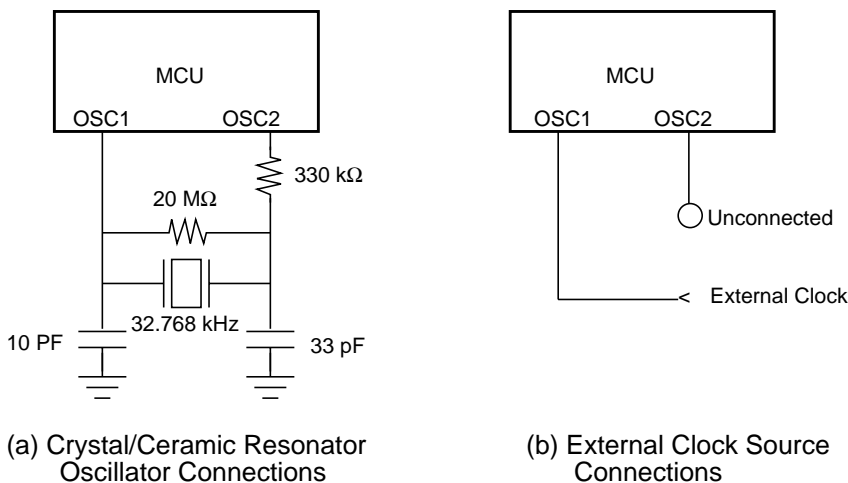 MCU
OSC1 OSC2
330 kΩ
20 MΩ
32.768 kHz
10 PF
33 pF
(a) Crystal/Ceramic Resonator
Oscillator Connections
MCU
OSC1 OSC2
Unconnected
< External Clock
(b) External Clock Source
Connections